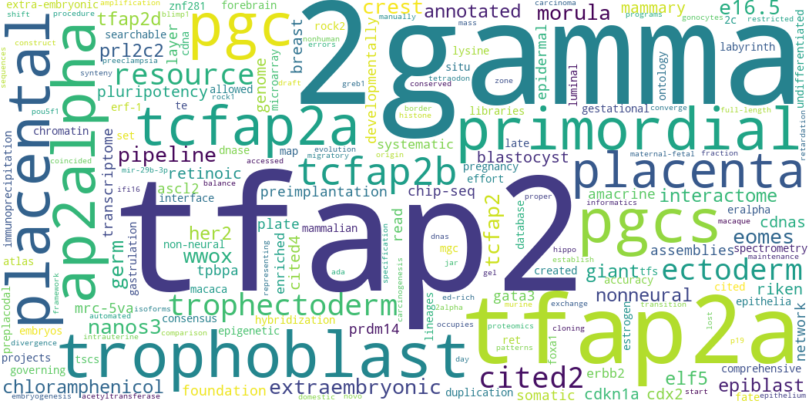 extra-embryonic
shift procedure
znf281 forebrain
tfap2d
searchable
construct blimp1
prl2c2
layer
cdna
pgc
crest
rock2
nonhuman
errors
breast
microarray
genome
2gamma
annotated
manually
mass
carcinoma
programs
morula
mammary
gonocytes
2c
restricted
e16.5
undifferentiated
placental
ap2alpha
sequences
preeclampsia
resource
pluripotency
synteny
pou5f1
erf-1
te
allowed
rock1
developmentally
lysine
situ
tetraodon
greb1
epidermal
luminal
zone
ontology
labyrinth
tcfap2a
primordial
conserved
border
histone
gestational
converge
full-length
cdnas
crossed
chromatin
set
map
dnase
origin
libraries
systematic
late
maternal-fetal
fraction
retardation
immunoprecipitation
coincided
transcriptome
pipeline
evolution
migratory
accessed
blastocyst
pregnancy
effort
placenta
mir-29b-3p
retinoic
tcfap2b
chip-seq
ifi16
balance
ascl2
interface
preimplantation
mammalian
proper
informatics
macaque
amacrine
interactome
maintenance
tfap2
her2
non-neural
wwox
plate
enriched
cited4
read
dnas
mgc
tcfap2
database
hippo
pgcs
eralpha
cdnas
assemblies
spectrometry
eomes
atlas
germ
gastrulation
tpbpa
macaca
representing
ada
specification
carcinogenesis
jar
gel
created
establish
giant
tfs
ectoderm
accuracy
riken
preplacodal
framework
mrc-5va
isoforms
trophectoderm
lineages
ed-rich
gata3
nonneural
cited
epithelia
network
embryos
nanos3
automated
consensus
hybridization
prdm14
occupies
exchange
murine
transition
divergence
epigenetic
comparison
ret
patterns
proteomics
cloning
foxa1
estrogen
tfap2a
lost
p19
projects
intrauterine
tscs
governing
trophoblast
day
cited2
erbb2
elf5
comprehensive
epiblast
chloramphenicol
foundation
extraembryonic
duplication
cdkn1a
cdx2
start
embryogenesis
acetyltransferase
domestic
novo
somatic
fate
epithelium